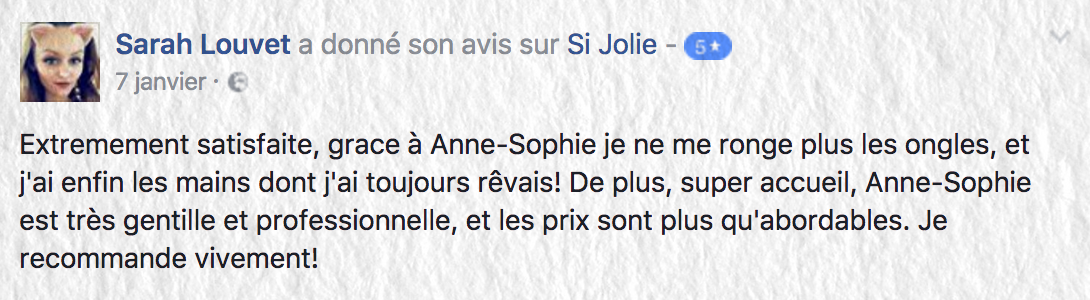 Sarah Louvet a donné son avis sur Si Jolie - 5★
7 janvier ·
Extremement satisfaite, grace à Anne-Sophie je ne me ronge plus les ongles, et
j'ai enfin les mains dont j'ai toujours rêvais! De plus, super accueil, Anne-Sophie
est très gentille et professionnelle, et les prix sont plus qu'abordables. Je
recommande vivement!